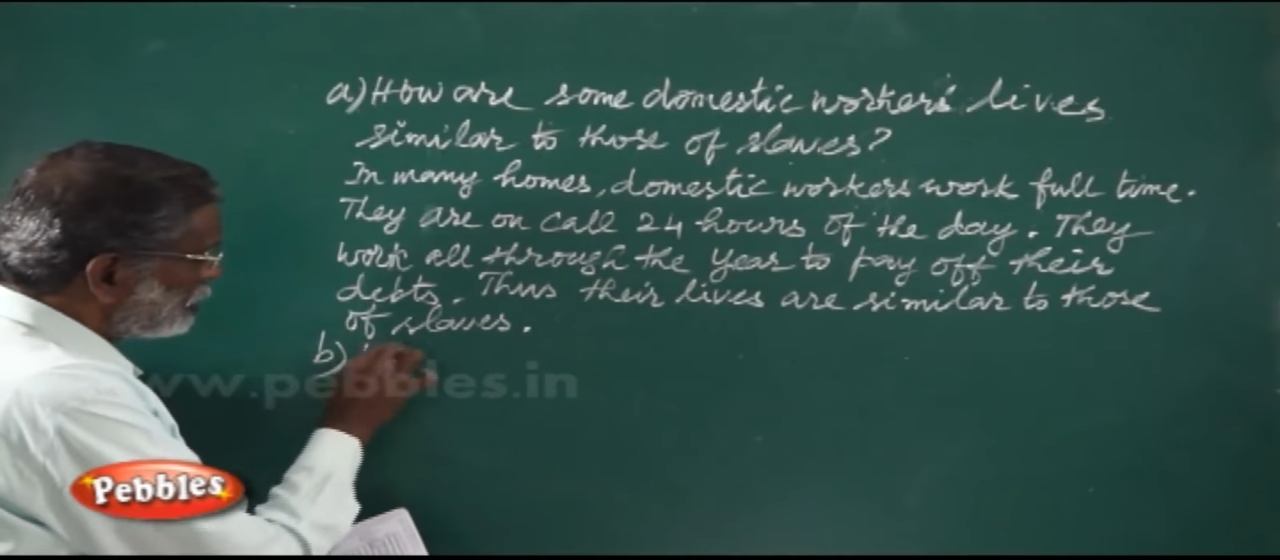 a) How are some domestic workers' lives
similar to those of slaves?
In many homes, domestic workers work full time.
They are on call 24 hours of the day. They
work all through the year to pay off their
debts. Thus their lives are similar to those
of slaves.
b)
www.pebbles.in
Pebbles